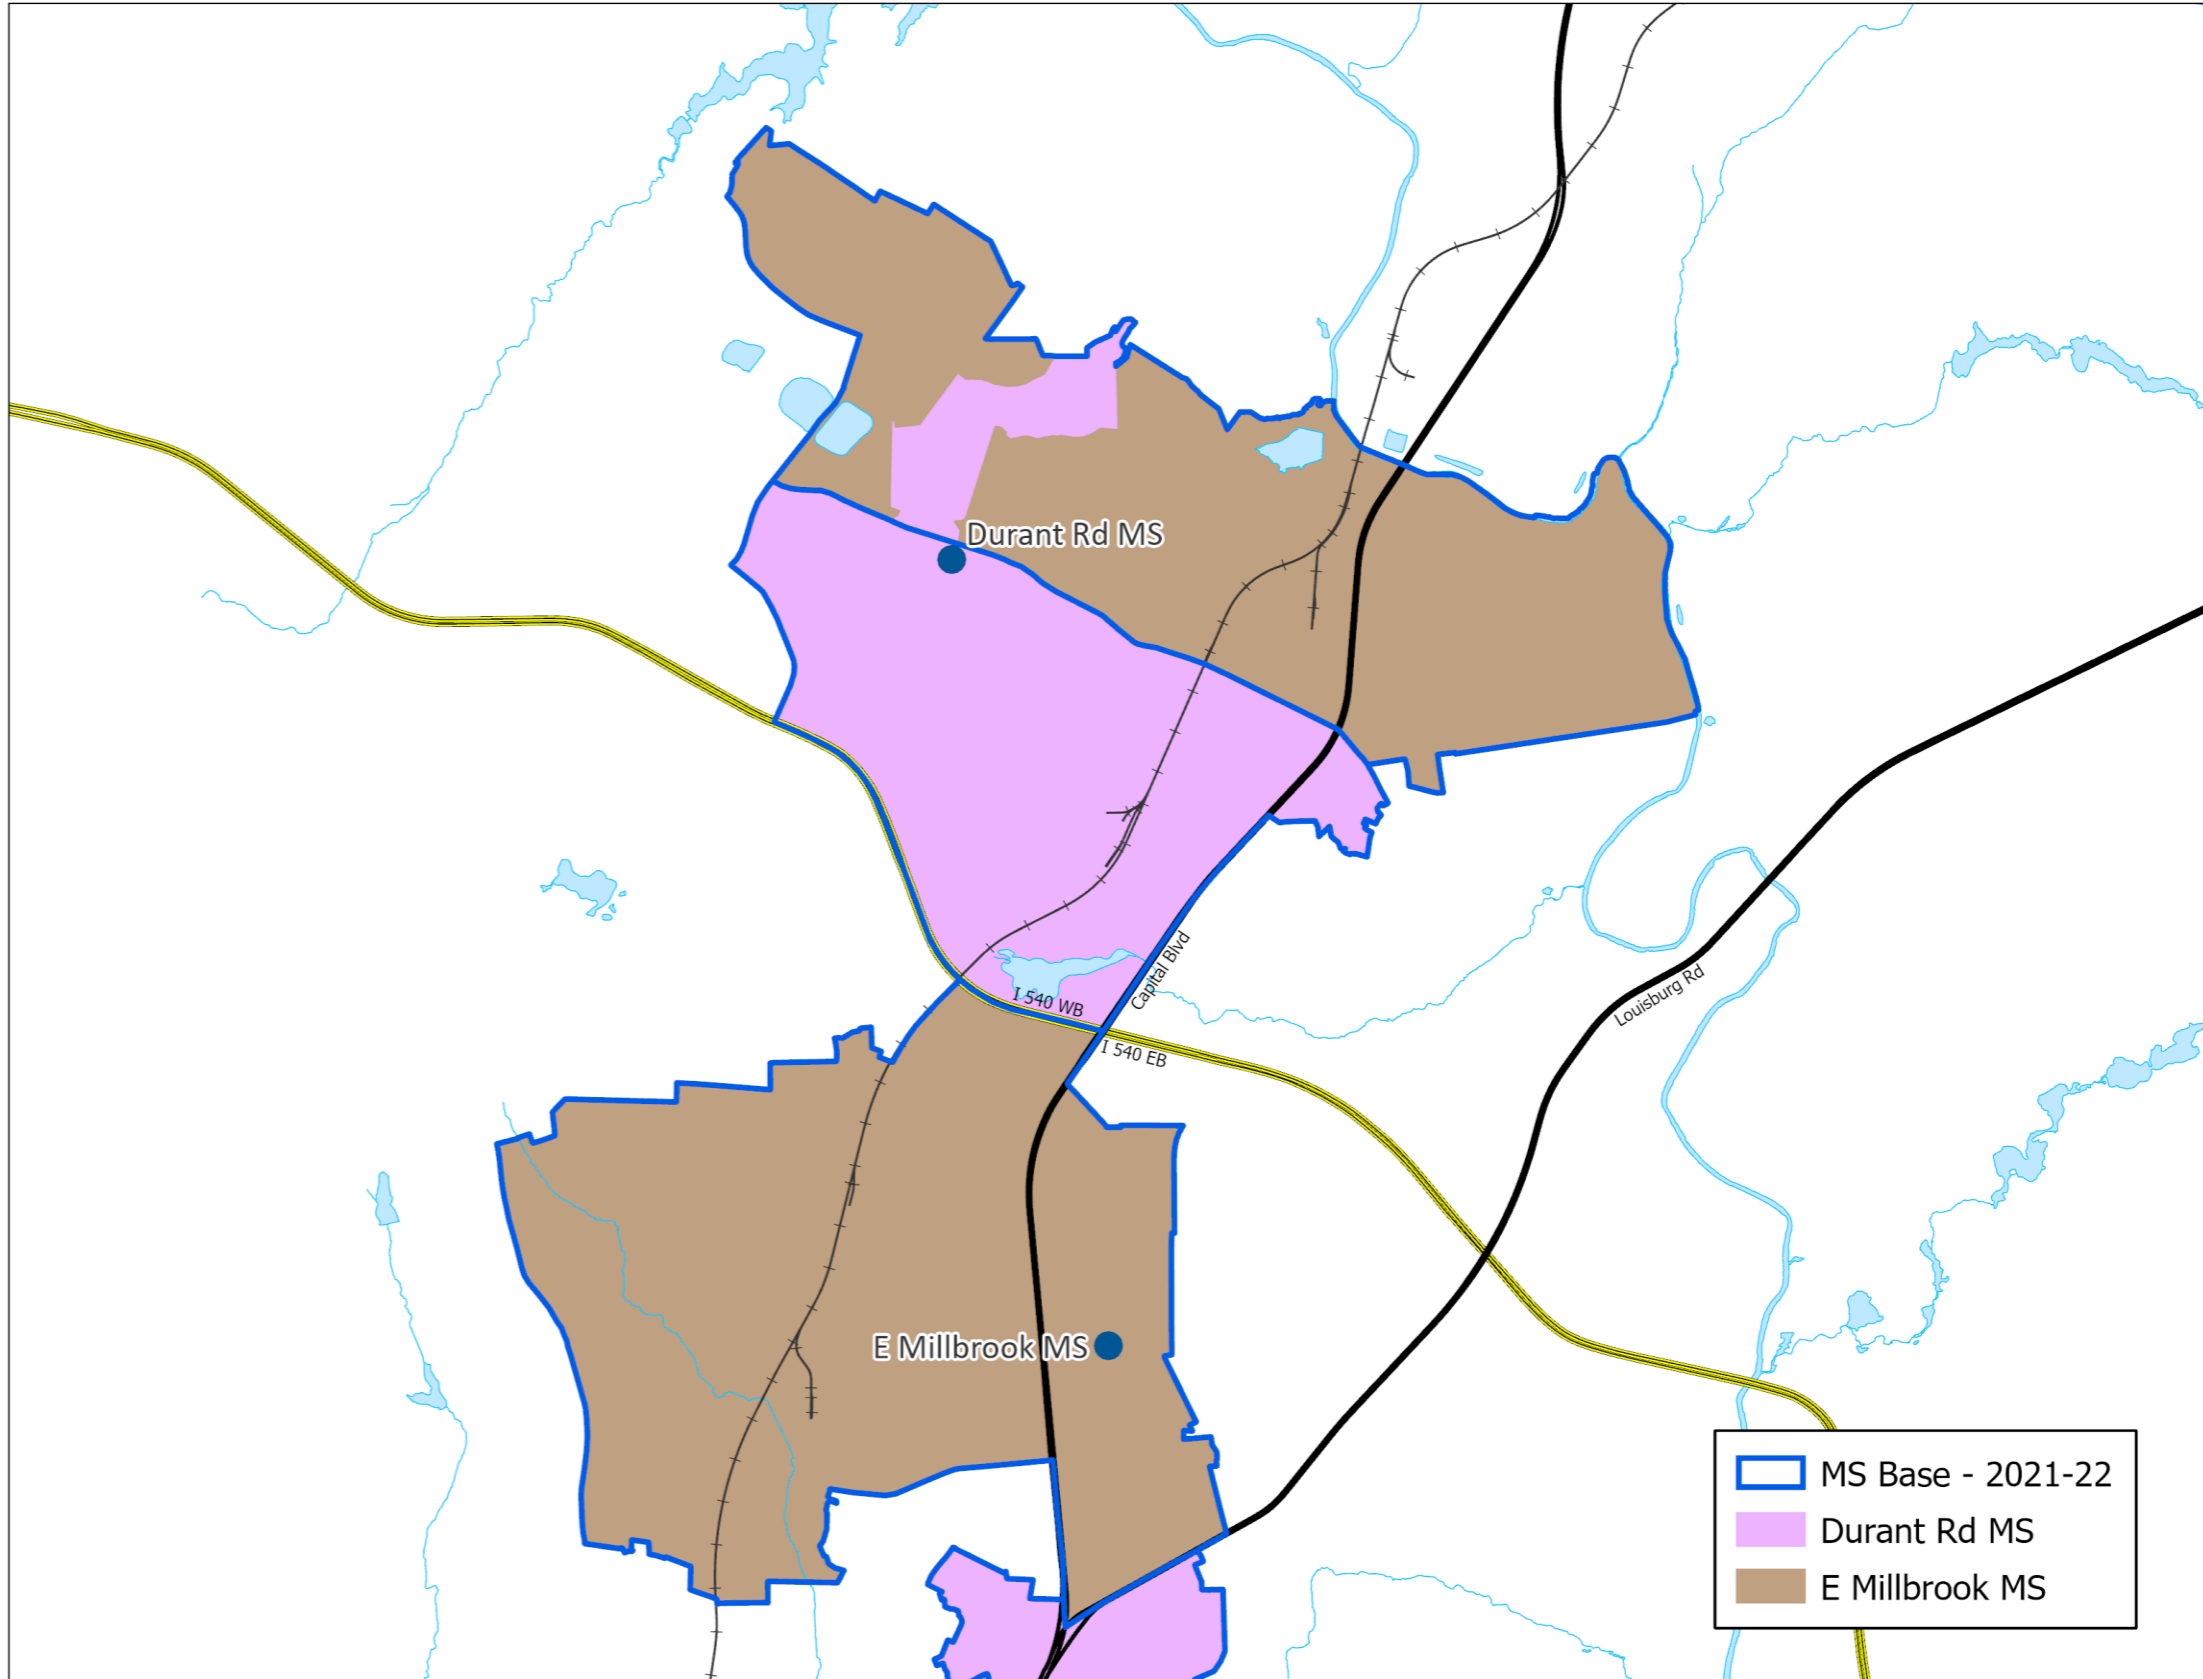 Durant Rd MS
Capital Blvd
I 540 WB
Louisburg Rd
I 540 EB
E Millbrook MS
MS Base - 2021-22
Durant Rd MS
E Millbrook MS